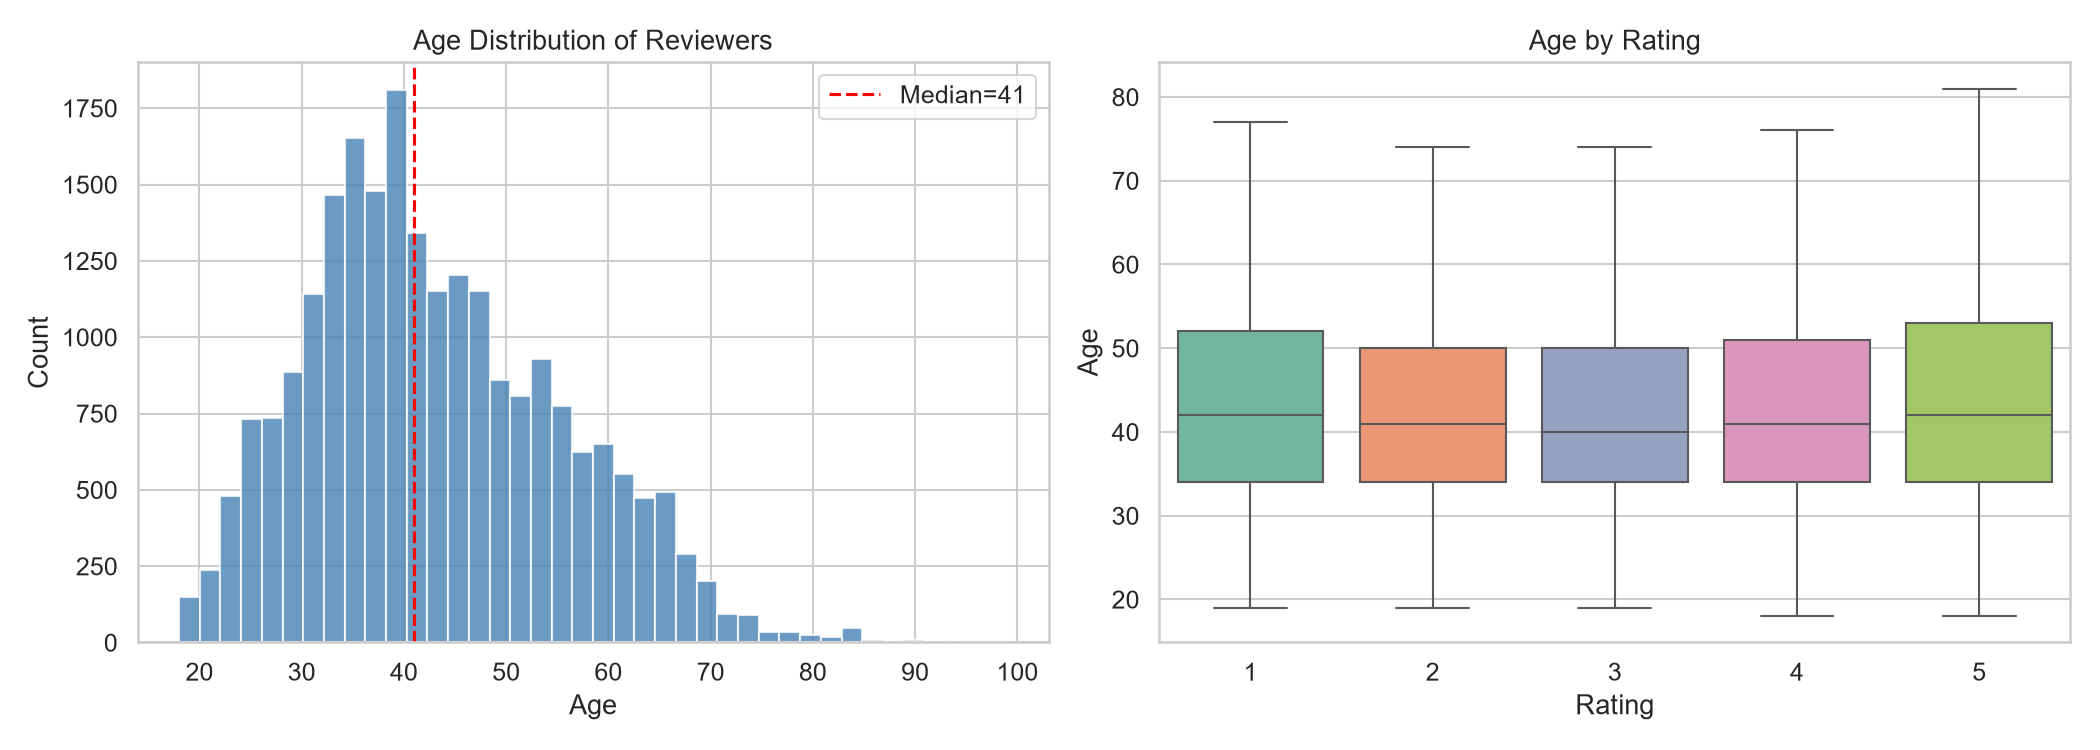 Age Distribution of Reviewers
Median=41
Count
1750
1500
1250
1000
750
500
250
0
20 30 40 50 60 70 80 90 100
Age
Age by Rating
Age
80
70
60
50
40
30
20
1 2 3 4 5
Rating